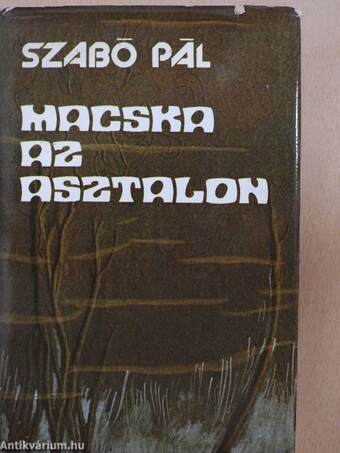 SZABÓ PÁL
MACSKA
AZ
ASZTALON
Antikvárium.hu